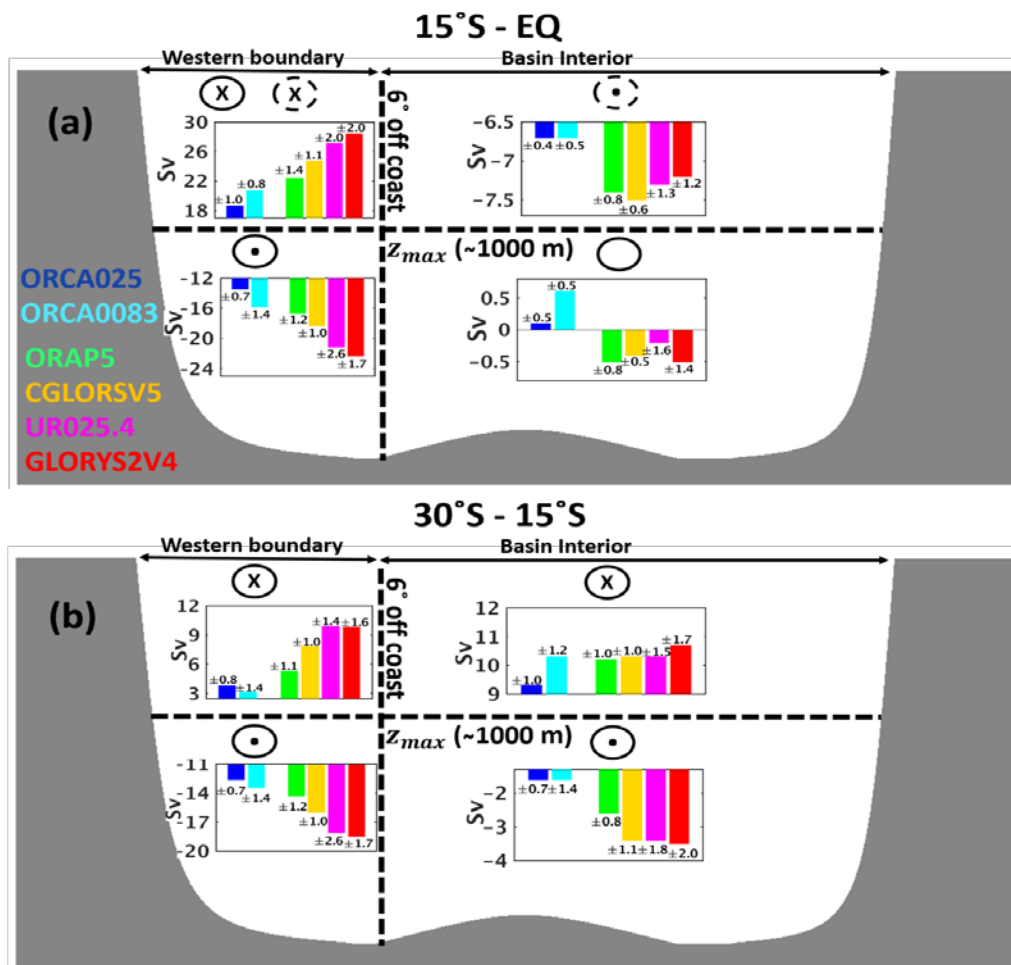 15°S - EQ
Western boundary
Basin Interior
(a)
X
X
6° off coast
Sv
30
26
22
18
±1.0
±0.8
±1.4
±1.1
±2.0
±2.0
Sv
-6.5
-7
-7.5
±0.4
±0.5
±0.8
±0.6
±1.3
±1.2
z_max (~1000 m)
Sv
-12
-16
-20
-24
±0.7
±1.4
±1.2
±1.0
±2.6
±1.7
Sv
0.5
0
-0.5
±0.5
±0.5
±0.8
±0.5
±1.6
±1.4
ORCA025
ORCA0083
ORAP5
CGLORSV5
UR025.4
GLORYS2V4
30°S - 15°S
Western boundary
Basin Interior
(b)
X
X
6° off coast
Sv
12
9
6
3
±0.8
±1.4
±1.1
±1.0
±1.4
±1.6
Sv
12
11
10
9
±1.0
±1.2
±1.0
±1.0
±1.5
±1.7
z_max (~1000 m)
Sv
-11
-14
-17
-20
±0.7
±1.4
±1.2
±1.0
±2.6
±1.7
Sv
-2
-3
-4
±0.7
±1.4
±0.8
±1.1
±1.8
±2.0